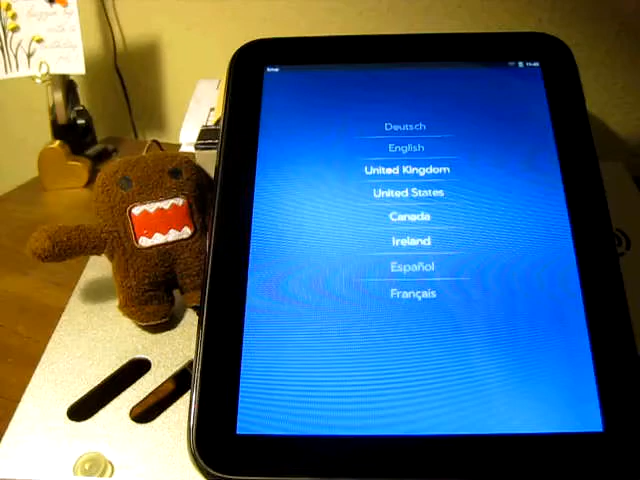 Deutsch
English
United Kingdom
United States
Canada
Ireland
Español
Français